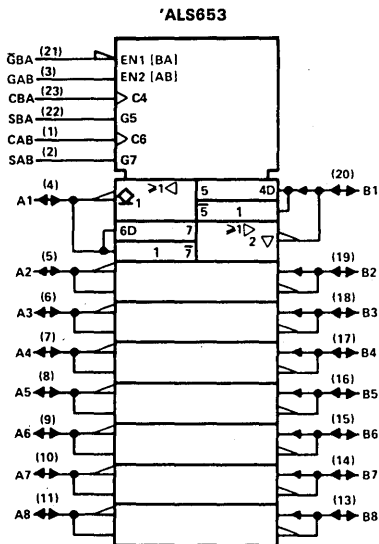 'ALS653
G̅BA (21) EN1 [BA]
GAB (3) EN2 [AB]
CBA (23) C4
SBA (22) G5
CAB (1) C6
SAB (2) G7
A1 (4) 1 ≥1 5 4D (20) B1
5̅ 1
6D 7 ≥1
1 7̅ 2
A2 (5) (19) B2
A3 (6) (18) B3
A4 (7) (17) B4
A5 (8) (16) B5
A6 (9) (15) B6
A7 (10) (14) B7
A8 (11) (13) B8